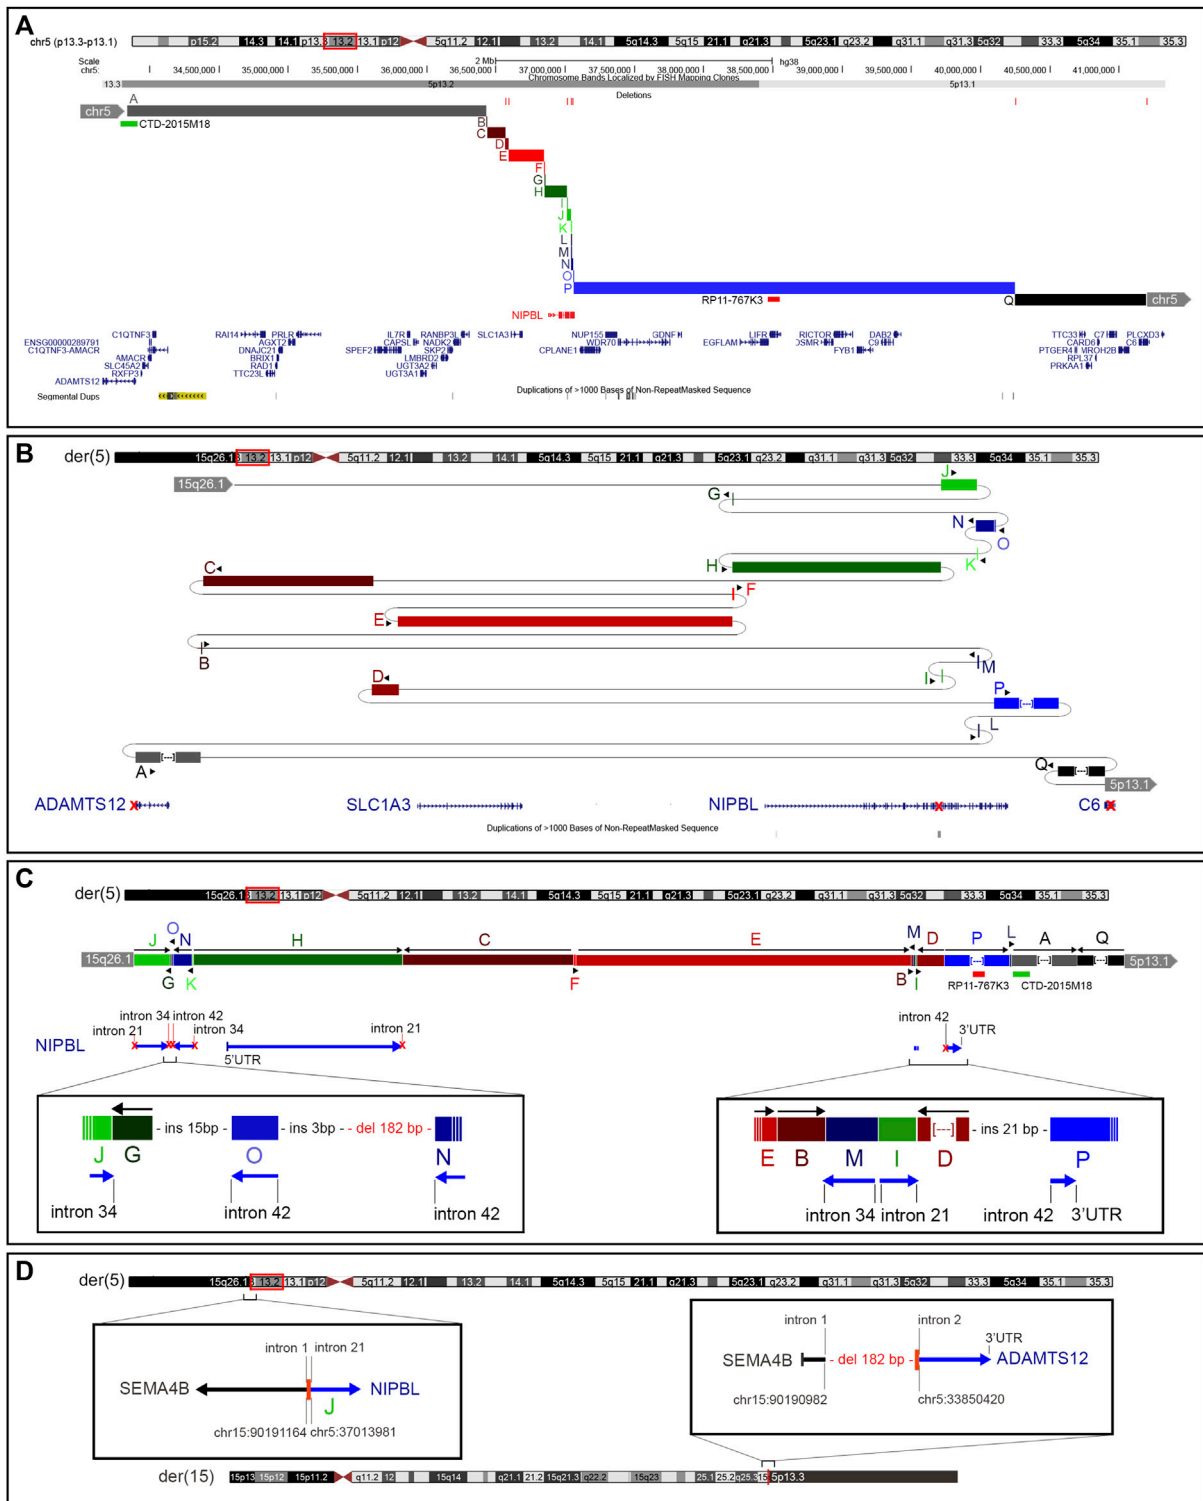 A
chr5 (p13.3-p13.1)
p15.2 14.3 14.1 p13.3 13.2 13.1 p12 5q11.2 12.1 13.2 14.1 5q14.3 5q15 21.1 q21.3 5q23.1 q23.2 q31.1 q31.3 5q32 33.3 5q34 35.1 35.3
Scale 2 Mb hg38
chr5: 34,500,000 35,000,000 35,500,000 36,000,000 36,500,000 37,000,000 37,500,000 38,000,000 38,500,000 39,000,000 39,500,000 40,000,000 40,500,000 41,000,000
Chromosome Bands Localized by FISH Mapping Clones
13.3 5p13.2 5p13.1
Deletions
chr5 A
CTD-2015M18
B
C
D
E
F
G
H
I
J
K
L
M
N
O
P
RP11-767K3 Q chr5
NIPBL
C1QTNF3 RAI14 PRLR IL7R RANBP3L SLC1A3 NUP155 GDNF LIFR RICTOR DAB2 TTC33 C7 PLCXD3
ENSG00000289791 AGXT2 CAPSL NADK2 WDR70 EGFLAM OSMR C9 CARD6 C6
C1QTNF3-AMACR DNAJC21 SPEF2 SKP2 CPLANE1 FYB1 PTGER4 MROH2B
AMACR BRIX1 LMBRD2 RPL37
SLC45A2 RAD1 UGT3A2 PRKAA1
RXFP3 TTC23L UGT3A1
ADAMTS12
Duplications of >1000 Bases of Non-RepeatMasked Sequence
Segmental Dups
B
der(5) 15q26.1 13.2 13.1 p12 5q11.2 12.1 13.2 14.1 5q14.3 5q15 21.1 q21.3 5q23.1 q23.2 q31.1 q31.3 5q32 33.3 5q34 35.1 35.3
15q26.1 J
G
N
O
H K
C
F
E
B M
D I P
L
A Q
5p13.1
ADAMTS12 SLC1A3 NIPBL C6
Duplications of >1000 Bases of Non-RepeatMasked Sequence
C
der(5) 15q26.1 13.2 13.1 p12 5q11.2 12.1 13.2 14.1 5q14.3 5q15 21.1 q21.3 5q23.1 q23.2 q31.1 q31.3 5q32 33.3 5q34 35.1 35.3
J O N H C E M D P L A Q
15q26.1 [---] [---] [---] 5p13.1
G K F B I RP11-767K3 CTD-2015M18
intron 34 intron 42
intron 21 intron 34 intron 21 intron 42 3'UTR
NIPBL 5'UTR
- ins 15bp - - ins 3bp - - del 182 bp -
J G O N
intron 34 intron 42 intron 42
[---] - ins 21 bp -
E B M I D P
intron 34 intron 21 intron 42 3'UTR
D
der(5) 15q26.1 13.2 13.1 p12 5q11.2 12.1 13.2 14.1 5q14.3 5q15 21.1 q21.3 5q23.1 q23.2 q31.1 q31.3 5q32 33.3 5q34 35.1 35.3
intron 1 intron 21
SEMA4B NIPBL
J
chr15:90191164 chr5:37013981
intron 1 intron 2
3'UTR
SEMA4B - del 182 bp - ADAMTS12
chr15:90190982 chr5:33850420
der(15) 15p13 15p12 15p11.2 q11.2 12 15q14 q21.1 21.2 15q21.3 q22.2 15q23 25.1 25.2 q25.3 15 5p13.3